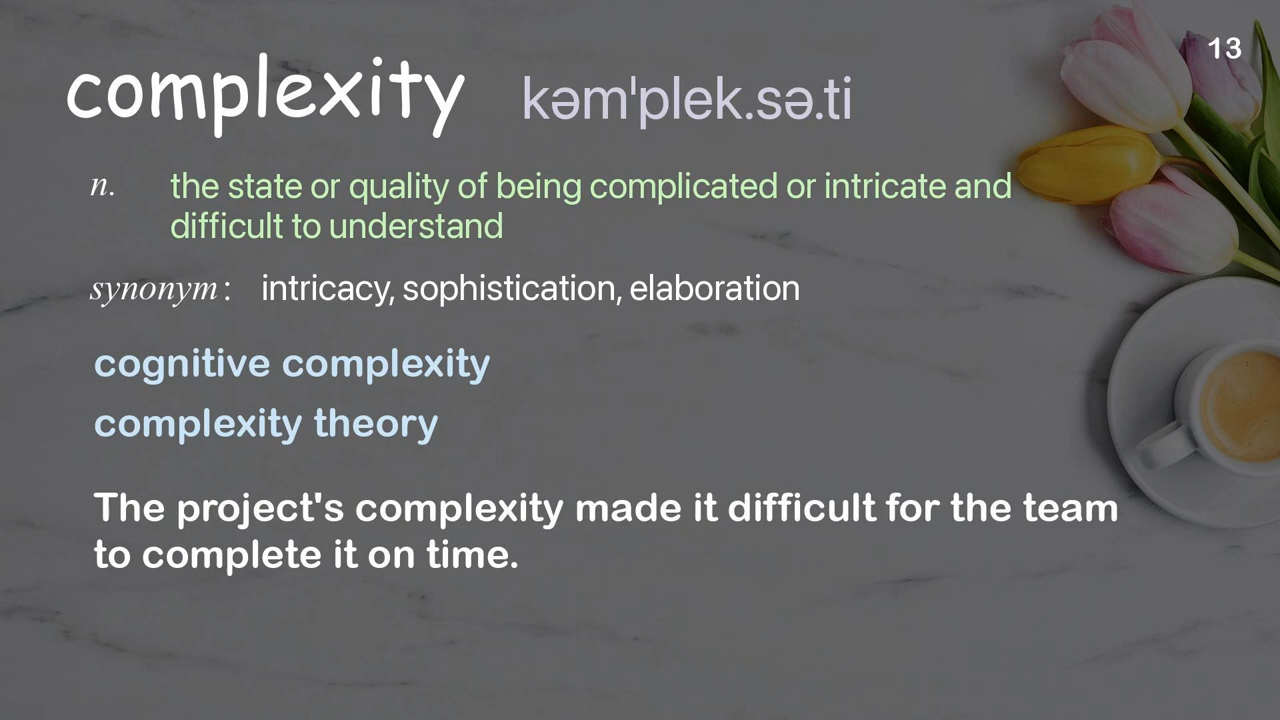 13
complexity kəm'plek.sə.ti
n. the state or quality of being complicated or intricate and
difficult to understand
synonym: intricacy, sophistication, elaboration
cognitive complexity
complexity theory
The project's complexity made it difficult for the team
to complete it on time.